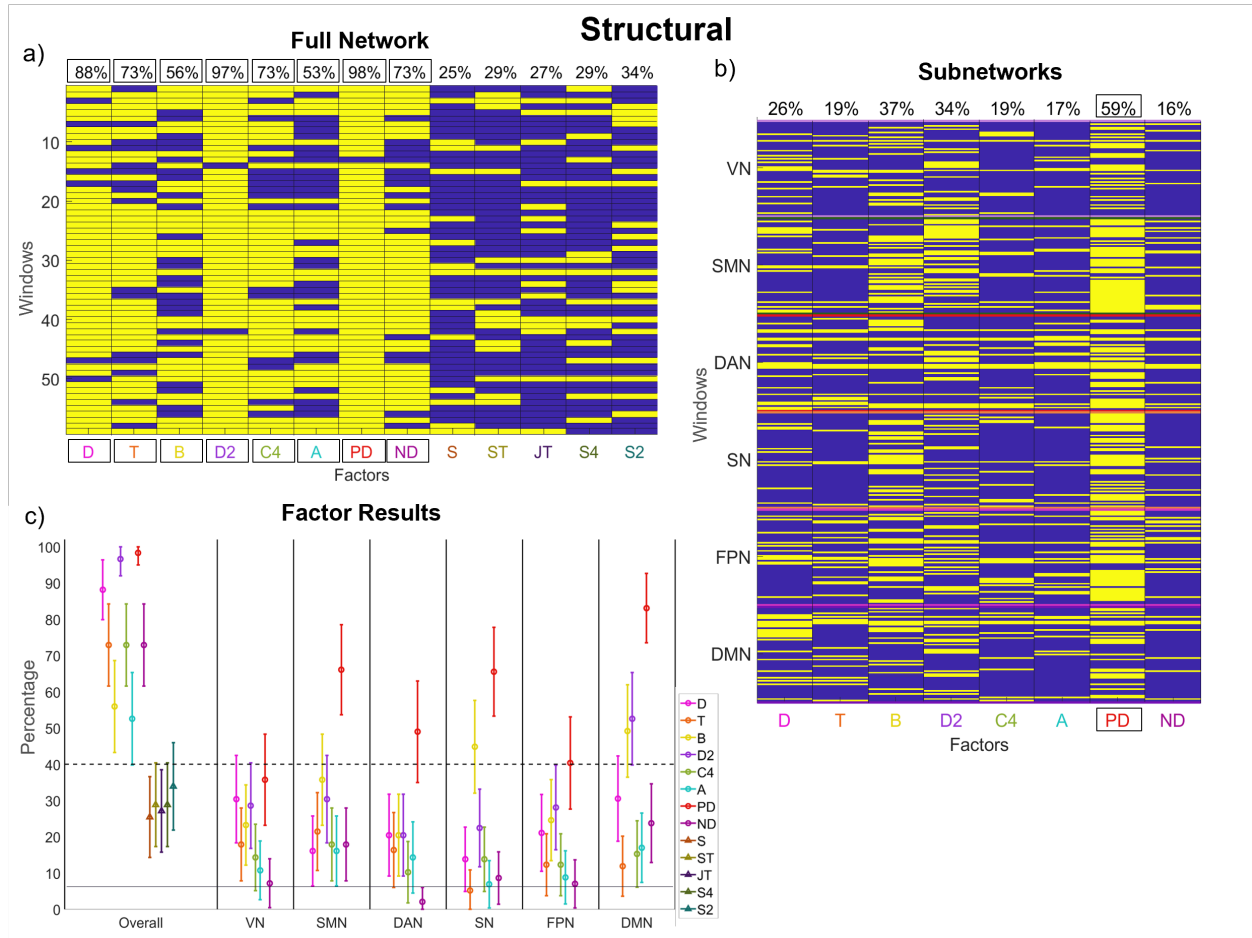 Structural
a)
Full Network
88% 73% 56% 97% 73% 53% 98% 73% 25% 29% 27% 29% 34%
10
20
30
40
50
Windows
D T B D2 C4 A PD ND S ST JT S4 S2
Factors
b)
Subnetworks
26% 19% 37% 34% 19% 17% 59% 16%
VN
SMN
DAN
SN
FPN
DMN
Windows
D T B D2 C4 A PD ND
Factors
c)
Factor Results
100
90
80
70
60
50
40
30
20
10
0
Percentage
Overall VN SMN DAN SN FPN DMN
D
T
B
D2
C4
A
PD
ND
S
ST
JT
S4
S2